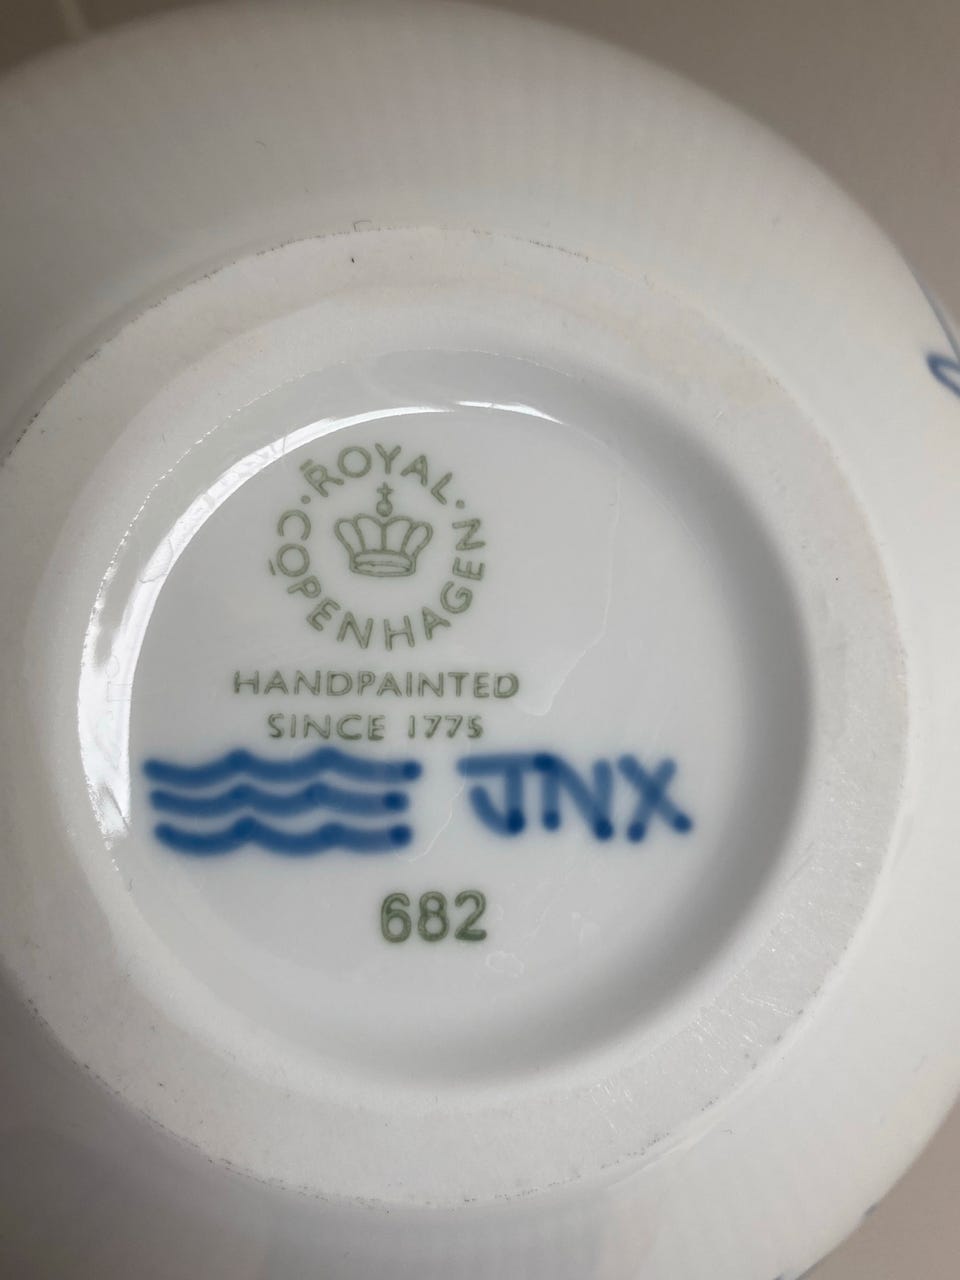 ROYAL · COPENHAGEN ·
HANDPAINTED
SINCE 1775
JNX
682